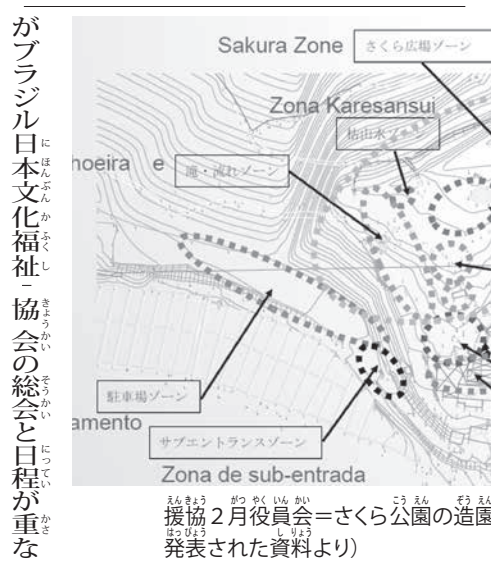 がブラジル日本文化福祉協会の総会と日程が重な
Sakura Zone
さくら広場ゾーン
Zona Karesansui
枯山水ゾー
hoeira e
滝・流れゾーン
駐車場ゾーン
amento
サブエントランスゾーン
Zona de sub-entrada
援協2月役員会=さくら公園の造園
発表された資料より)